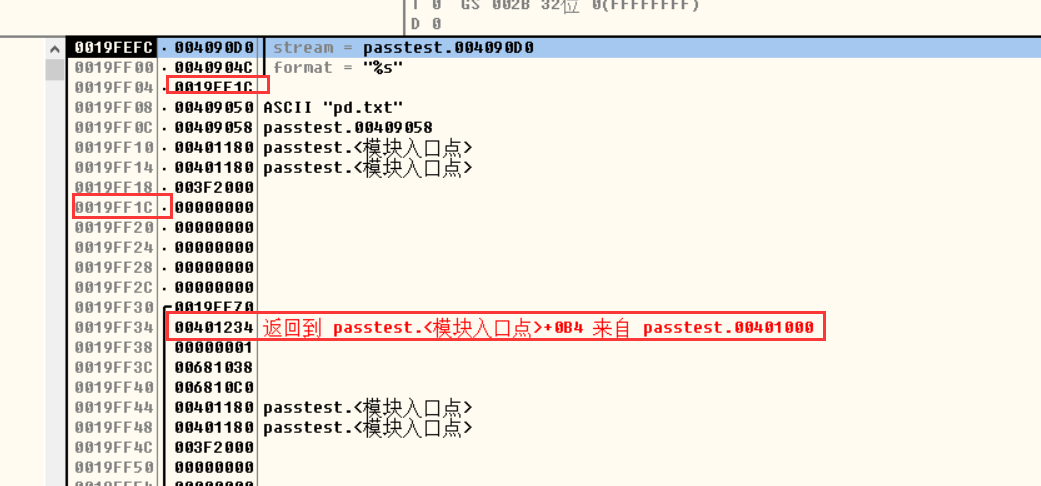 T 0 GS 002B 32位 0(FFFFFFFF)
D 0
0019FEFC · 004090D0 stream = passtest.004090D0
0019FF00 · 0040904C format = "%s"
0019FF04 · 0019FF1C
0019FF08 · 00409050 ASCII "pd.txt"
0019FF0C · 00409058 passtest.00409058
0019FF10 · 00401180 passtest.<模块入口点>
0019FF14 · 00401180 passtest.<模块入口点>
0019FF18 · 003F2000
0019FF1C · 00000000
0019FF20 · 00000000
0019FF24 · 00000000
0019FF28 · 00000000
0019FF2C · 00000000
0019FF30 0019FF70
0019FF34 00401234 返回到 passtest.<模块入口点>+0B4 来自 passtest.00401000
0019FF38 00000001
0019FF3C 00681038
0019FF40 006810C0
0019FF44 00401180 passtest.<模块入口点>
0019FF48 00401180 passtest.<模块入口点>
0019FF4C 003F2000
0019FF50 00000000